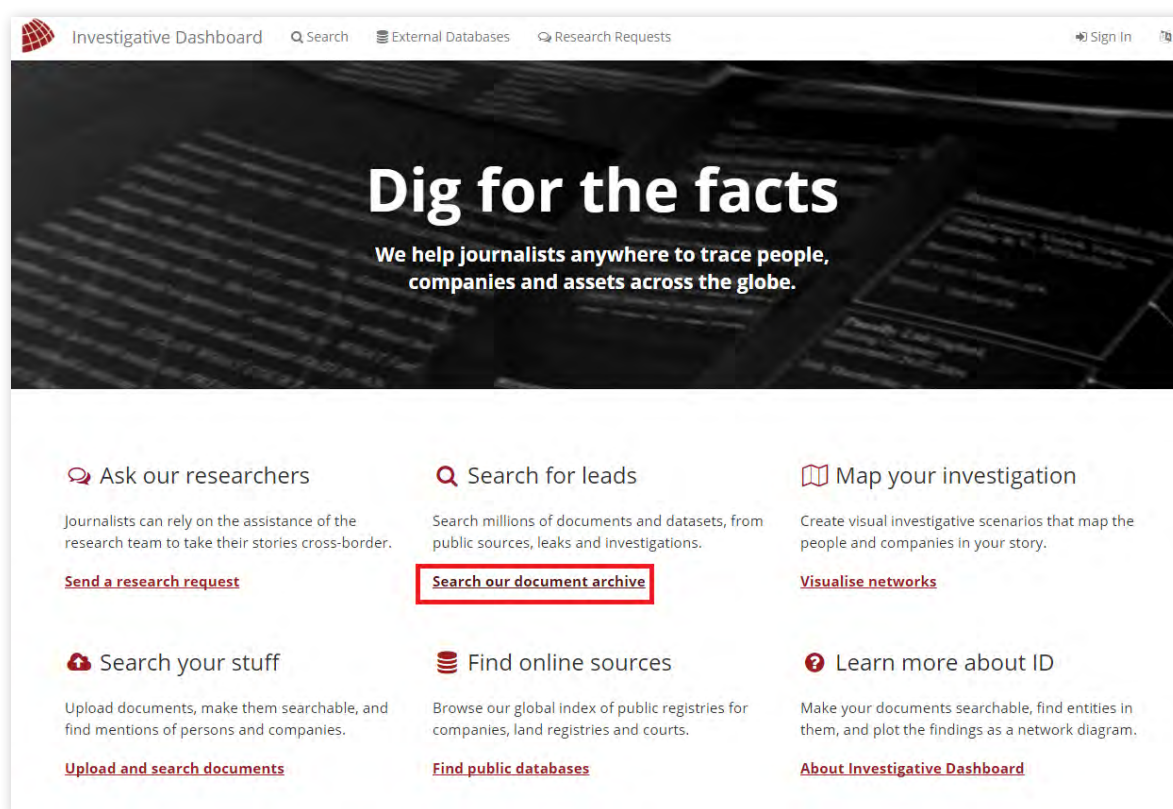 Investigative Dashboard Search External Databases Research Requests Sign In
Dig for the facts
We help journalists anywhere to trace people,
companies and assets across the globe.
Ask our researchers
Journalists can rely on the assistance of the
research team to take their stories cross-border.
Send a research request
Search for leads
Search millions of documents and datasets, from
public sources, leaks and investigations.
Search our document archive
Map your investigation
Create visual investigative scenarios that map the
people and companies in your story.
Visualise networks
Search your stuff
Upload documents, make them searchable, and
find mentions of persons and companies.
Upload and search documents
Find online sources
Browse our global index of public registries for
companies, land registries and courts.
Find public databases
Learn more about ID
Make your documents searchable, find entities in
them, and plot the findings as a network diagram.
About Investigative Dashboard